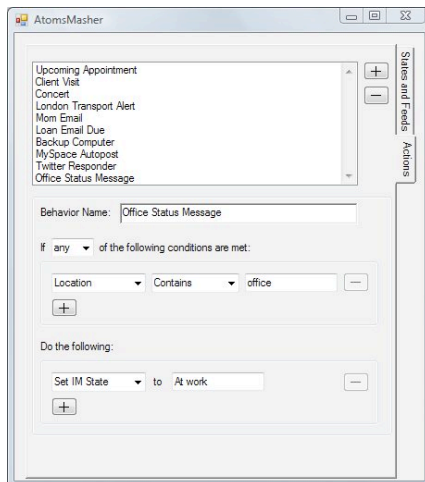 AtomsMasher
Upcoming Appointment
Client Visit
Concert
London Transport Alert
Mom Email
Loan Email Due
Backup Computer
MySpace Autopost
Twitter Responder
Office Status Message
States and Feeds
Actions
Behavior Name: Office Status Message
If any of the following conditions are met:
Location Contains office
Do the following:
Set IM State to At work